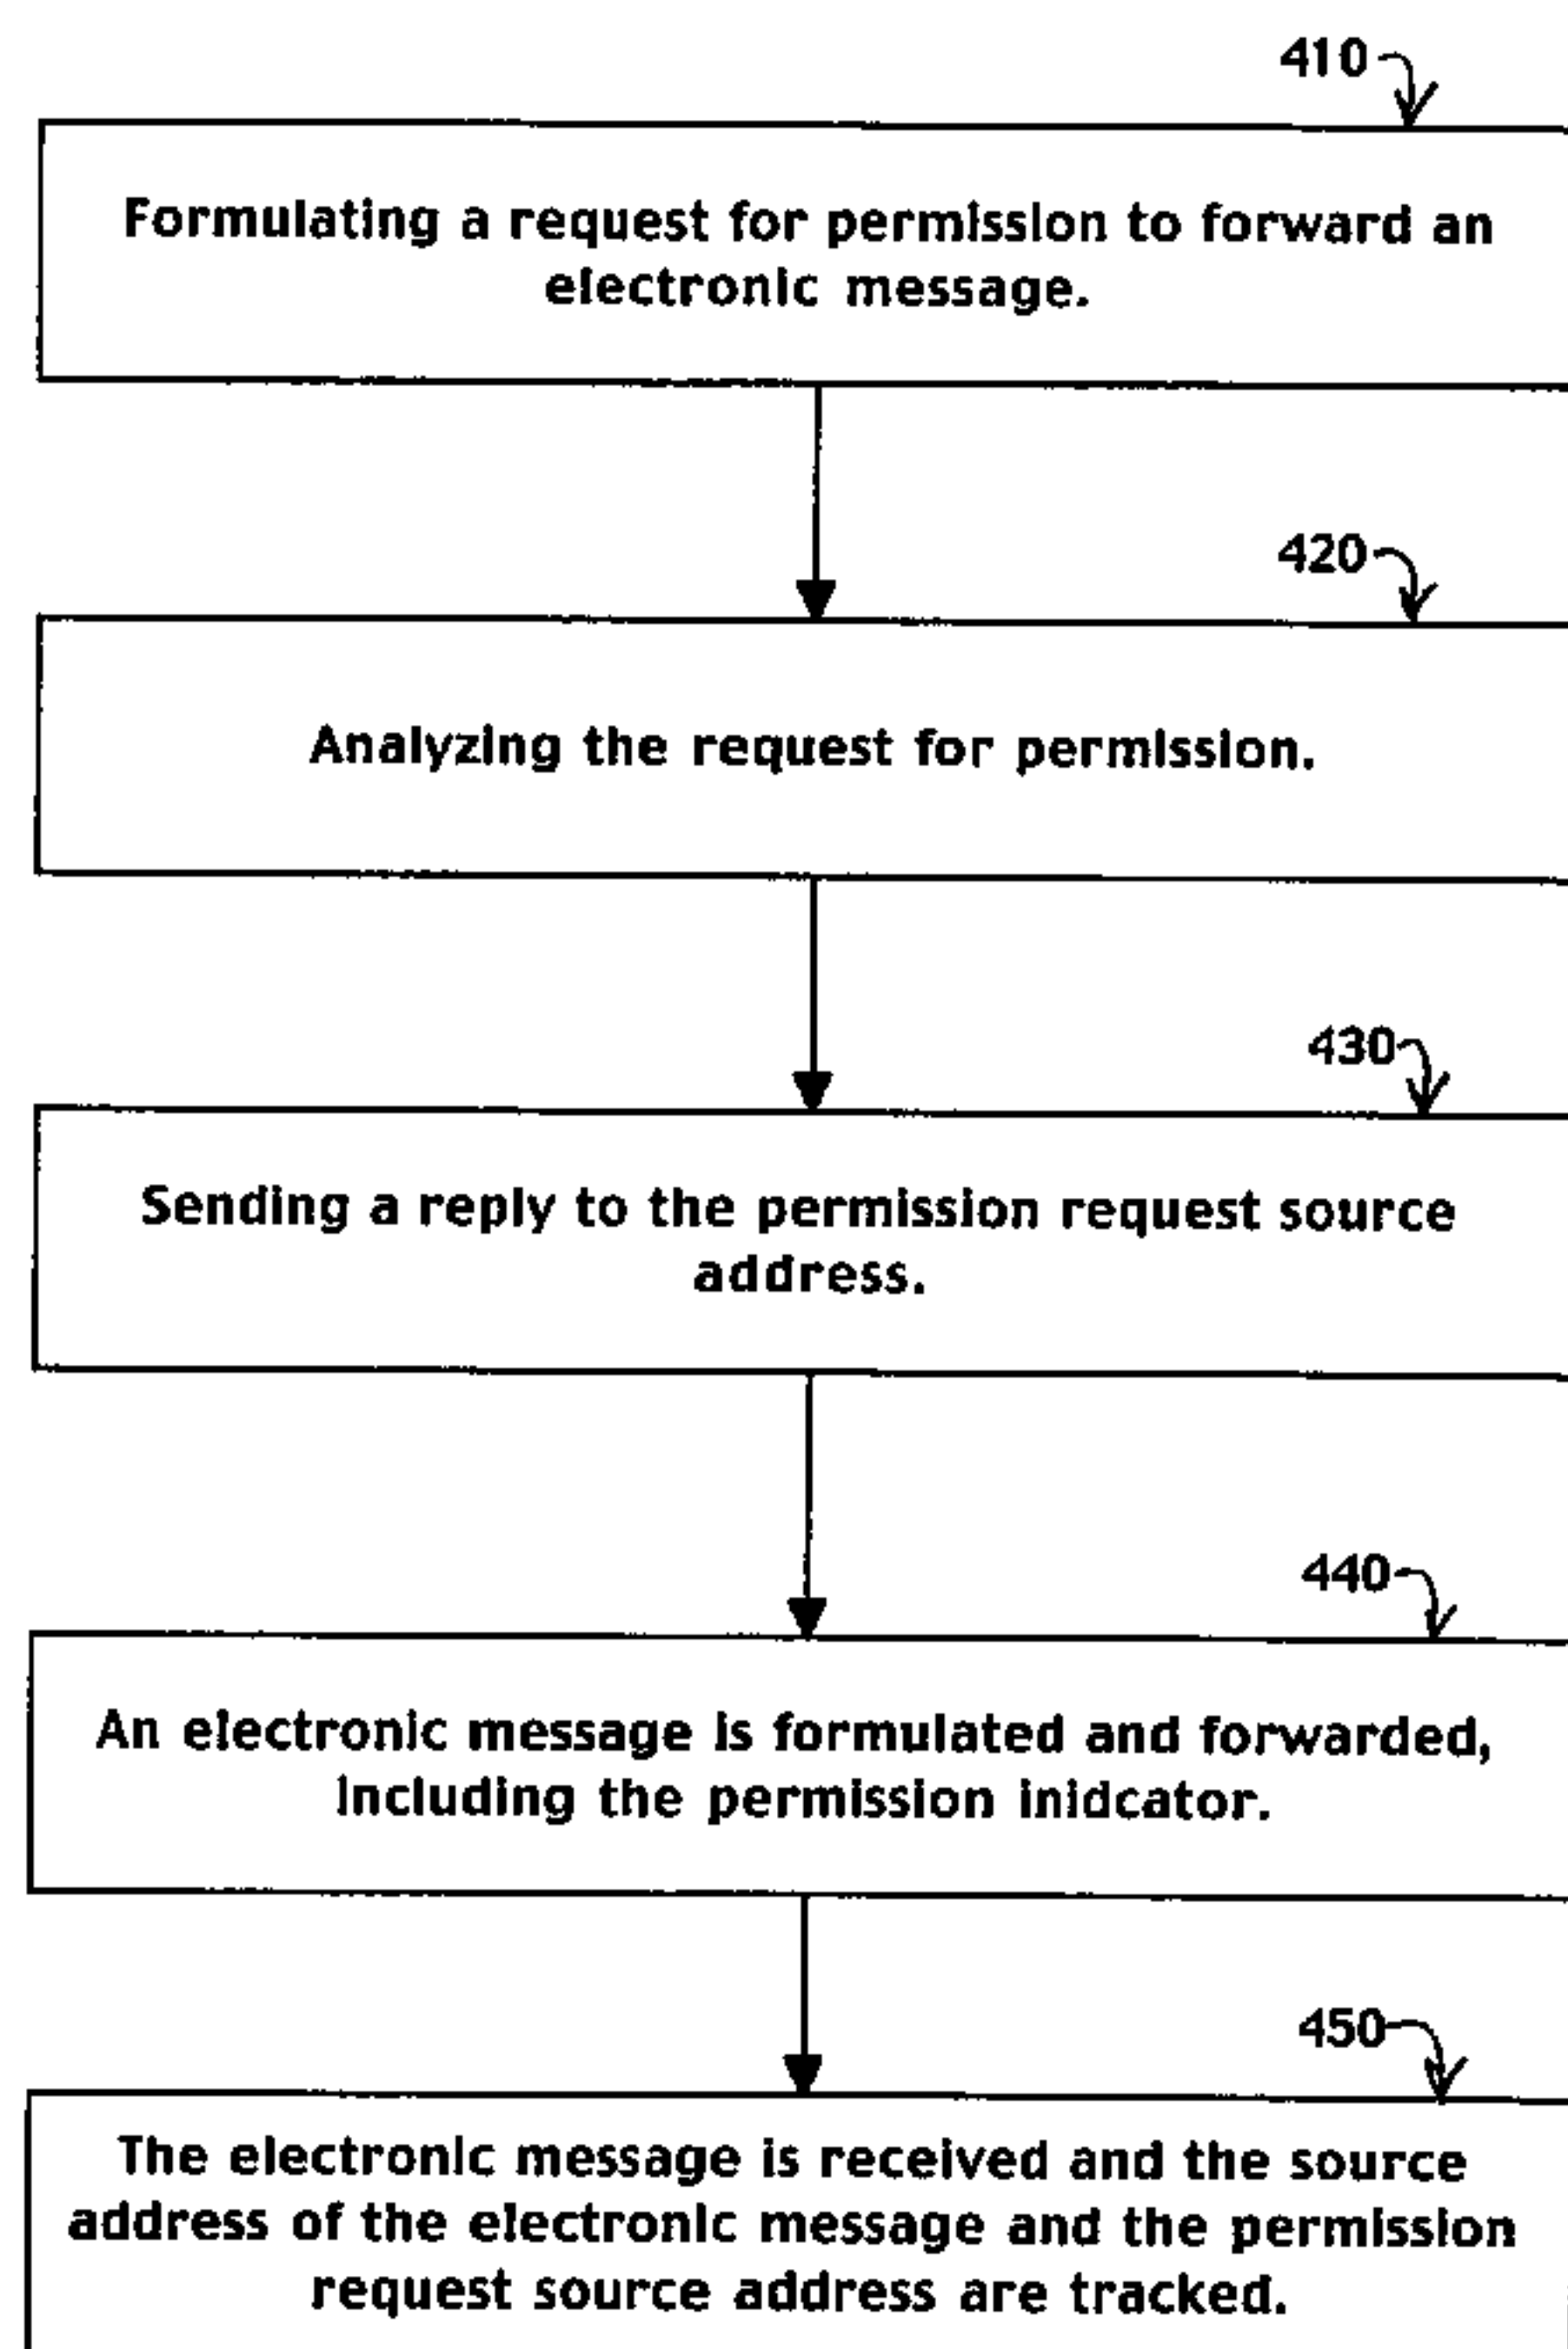 410
Formulating a request for permission to forward an
electronic message.
420
Analyzing the request for permission.
430
Sending a reply to the permission request source
address.
440
An electronic message is formulated and forwarded,
including the permission inidcator.
450
The electronic message is received and the source
address of the electronic message and the permission
request source address are tracked.